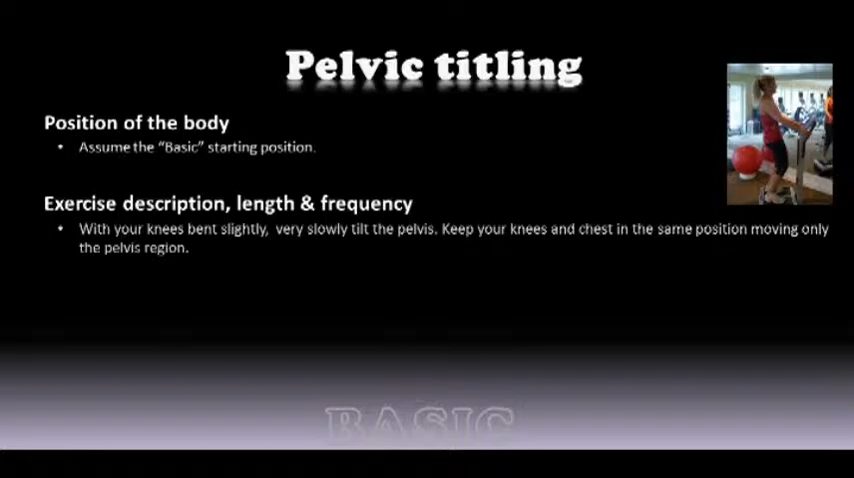 Pelvic titling
Position of the body
• Assume the “Basic” starting position.
Exercise description, length & frequency
• With your knees bent slightly, very slowly tilt the pelvis. Keep your knees and chest in the same position moving only
the pelvis region.
BASIC